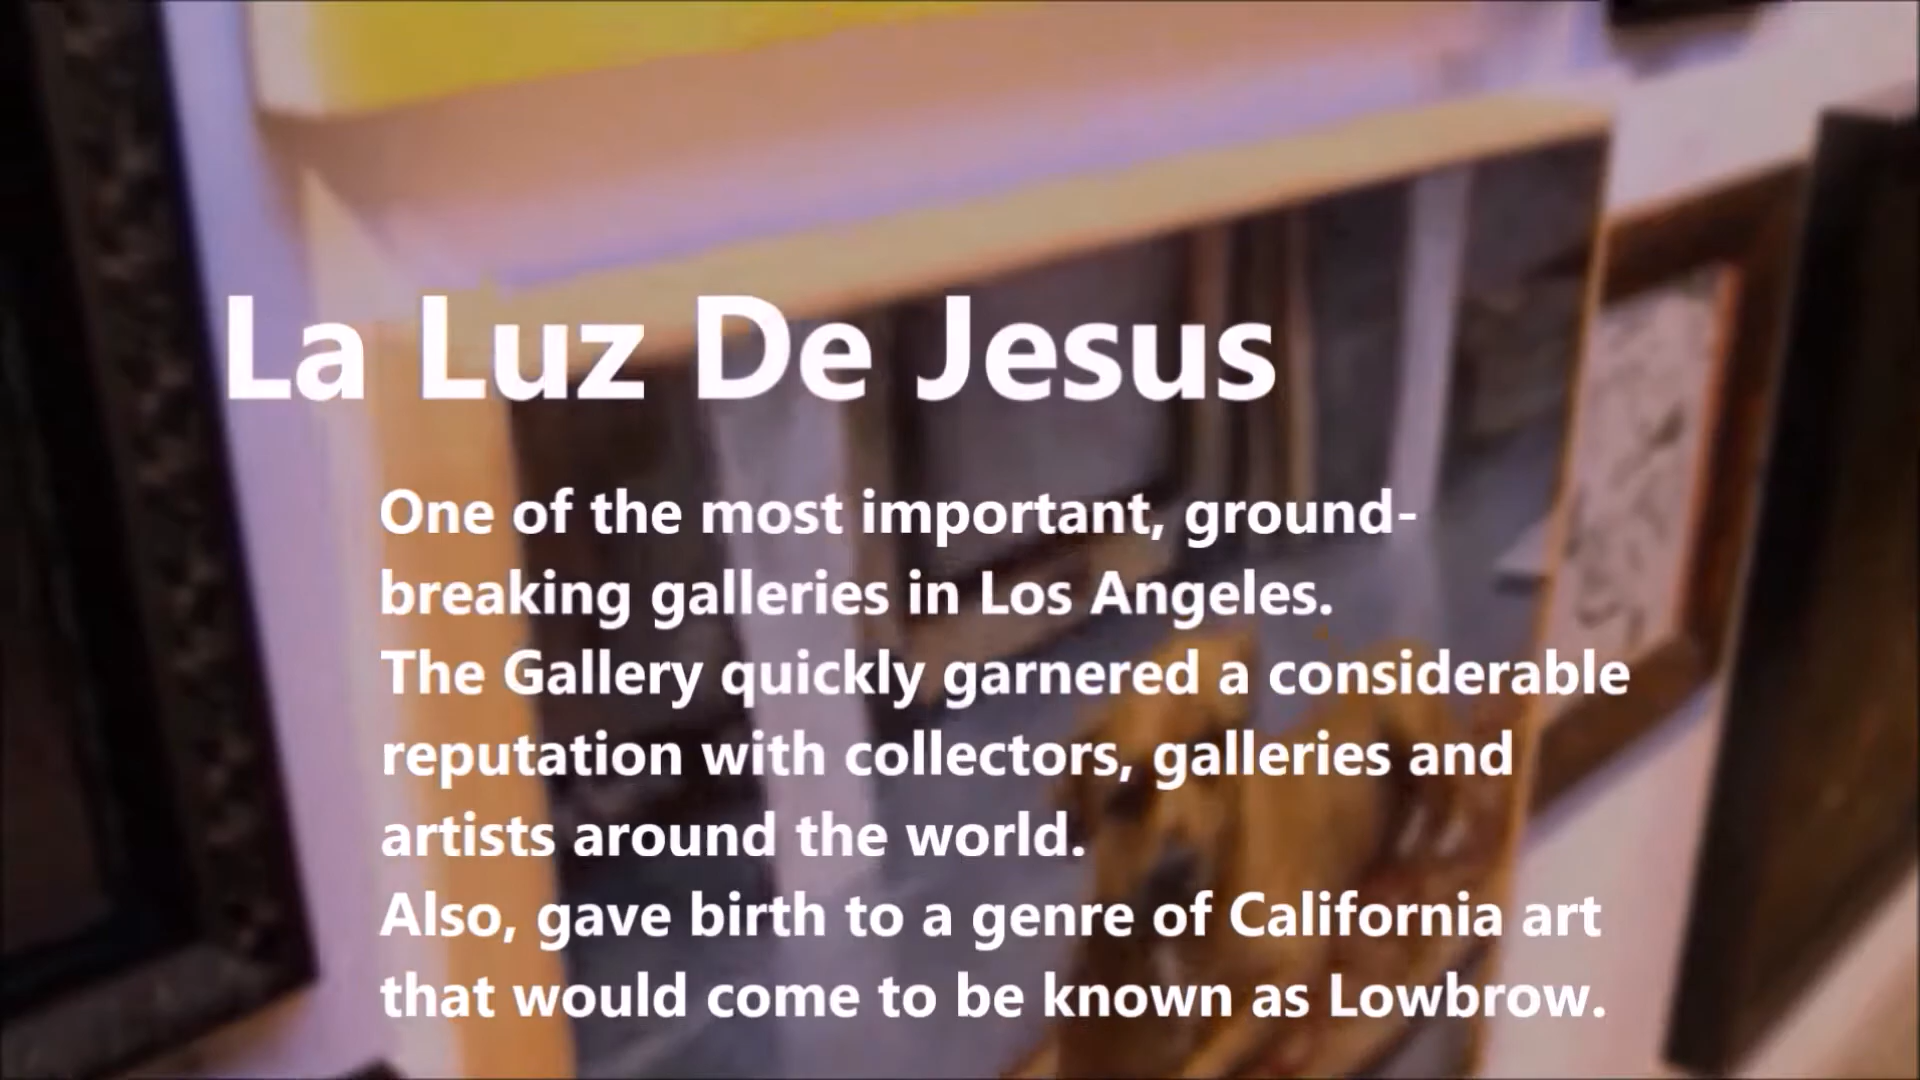 La Luz De Jesus
One of the most important, ground-
breaking galleries in Los Angeles.
The Gallery quickly garnered a considerable
reputation with collectors, galleries and
artists around the world.
Also, gave birth to a genre of California art
that would come to be known as Lowbrow.